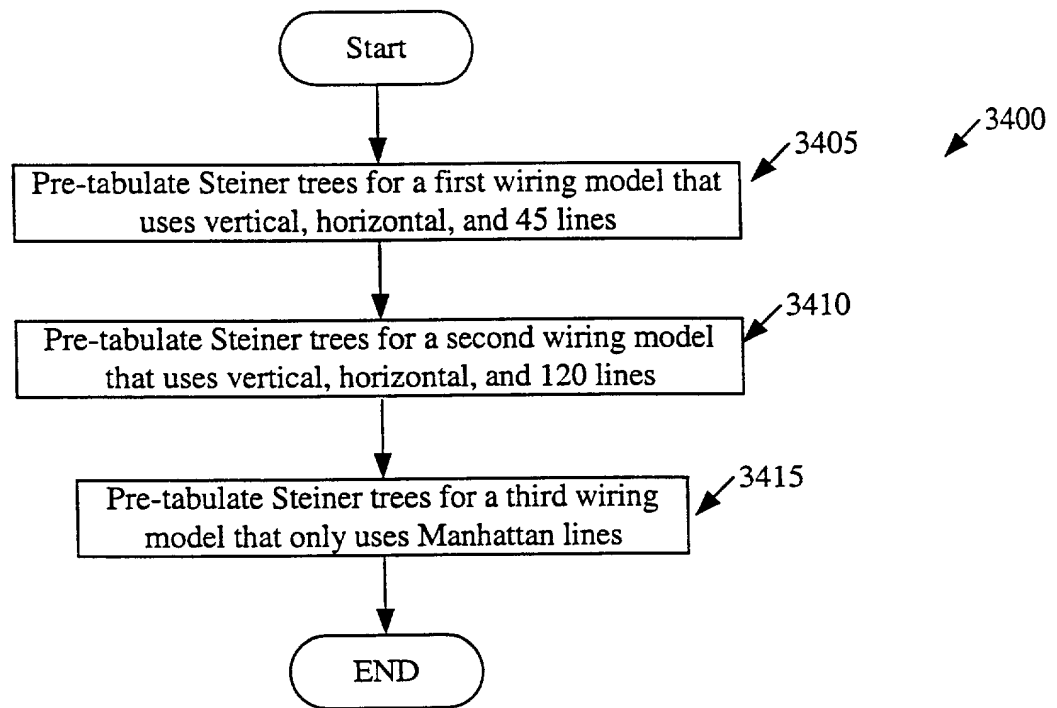 Start
3400
3405
Pre-tabulate Steiner trees for a first wiring model that
uses vertical, horizontal, and 45 lines
3410
Pre-tabulate Steiner trees for a second wiring model
that uses vertical, horizontal, and 120 lines
3415
Pre-tabulate Steiner trees for a third wiring
model that only uses Manhattan lines
END